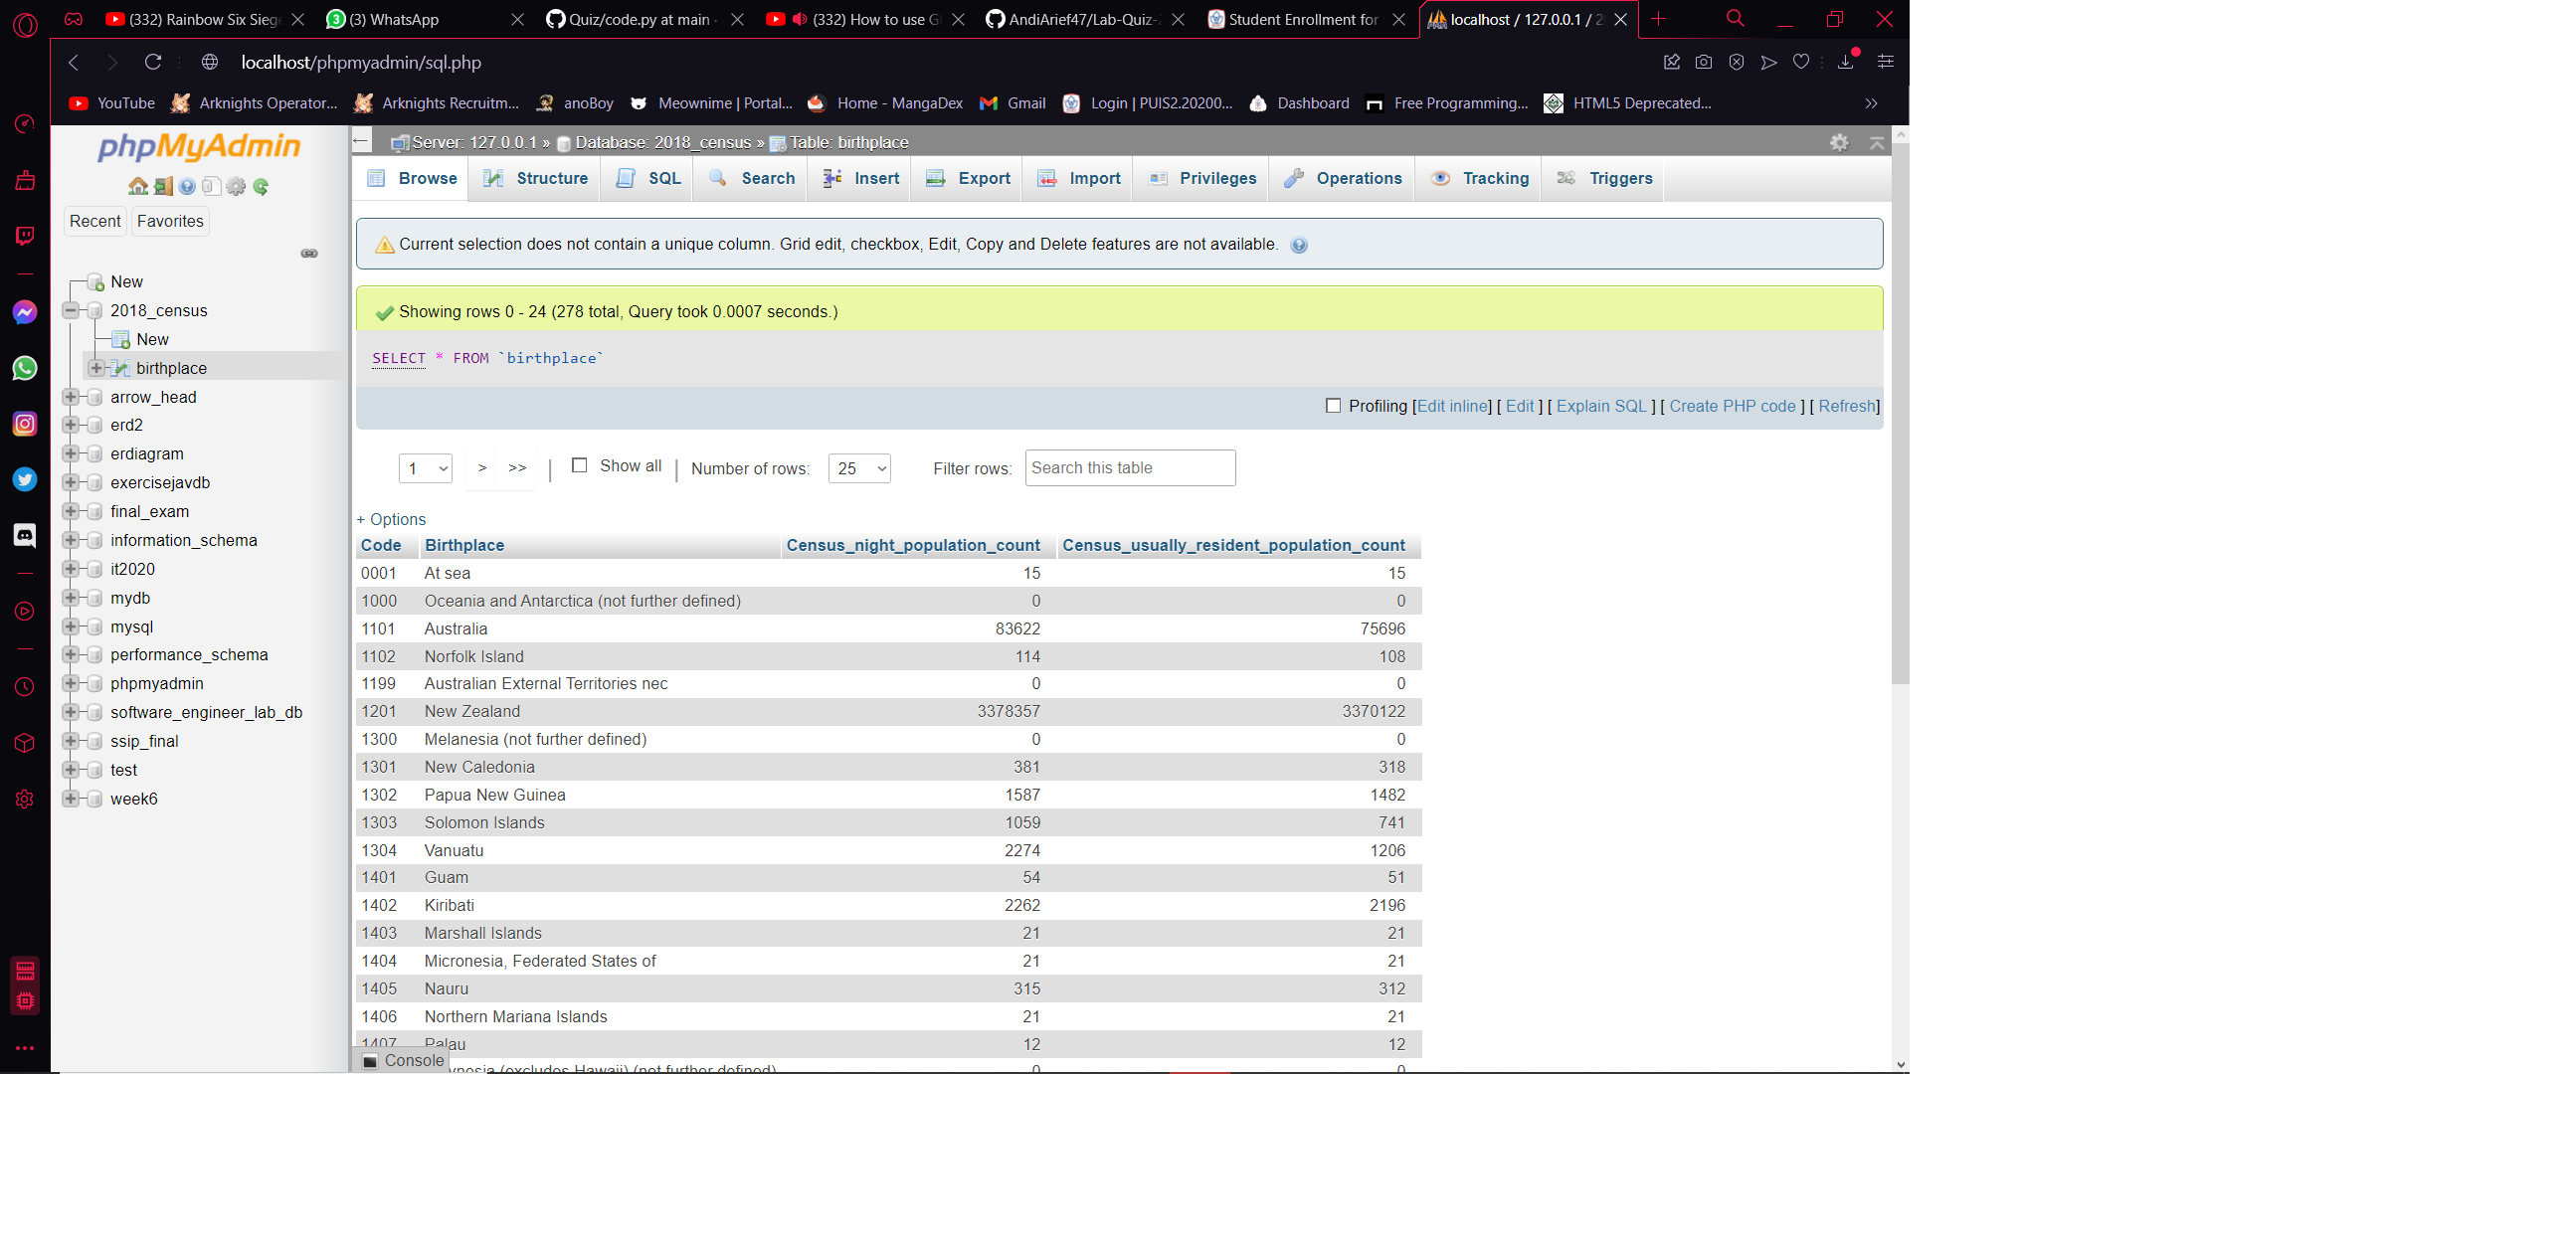 (332) Rainbow Six Sieg
3 (3) WhatsApp
Quiz/code.py at main -
(332) How to use Gi
AndiArief47/Lab-Quiz-2
Student Enrollment for
localhost / 127.0.0.1 / 2
localhost/phpmyadmin/sql.php
YouTube
Arknights Operator...
Arknights Recruitm...
anoBoy
Meownime | Portal...
Home - MangaDex
Gmail
Login | PUIS2.20200...
Dashboard
Free Programming...
HTML5 Deprecated...
phpMyAdmin
Recent Favorites
New
2018_census
New
birthplace
arrow_head
erd2
erdiagram
exercisejavdb
final_exam
information_schema
it2020
mydb
mysql
performance_schema
phpmyadmin
software_engineer_lab_db
ssip_final
test
week6
Server: 127.0.0.1 » Database: 2018_census » Table: birthplace
Browse Structure SQL Search Insert Export Import Privileges Operations Tracking Triggers
Current selection does not contain a unique column. Grid edit, checkbox, Edit, Copy and Delete features are not available.
Showing rows 0 - 24 (278 total, Query took 0.0007 seconds.)
SELECT * FROM `birthplace`
Profiling [Edit inline] [ Edit ] [ Explain SQL ] [ Create PHP code ] [ Refresh]
1 > >> | Show all | Number of rows: 25 Filter rows: Search this table
+ Options
Code Birthplace Census_night_population_count Census_usually_resident_population_count
0001 At sea 15 15
1000 Oceania and Antarctica (not further defined) 0 0
1101 Australia 83622 75696
1102 Norfolk Island 114 108
1199 Australian External Territories nec 0 0
1201 New Zealand 3378357 3370122
1300 Melanesia (not further defined) 0 0
1301 New Caledonia 381 318
1302 Papua New Guinea 1587 1482
1303 Solomon Islands 1059 741
1304 Vanuatu 2274 1206
1401 Guam 54 51
1402 Kiribati 2262 2196
1403 Marshall Islands 21 21
1404 Micronesia, Federated States of 21 21
1405 Nauru 315 312
1406 Northern Mariana Islands 21 21
1407 Palau 12 12
ynesia (excludes Hawaii) (not further defined) 0 0
Console